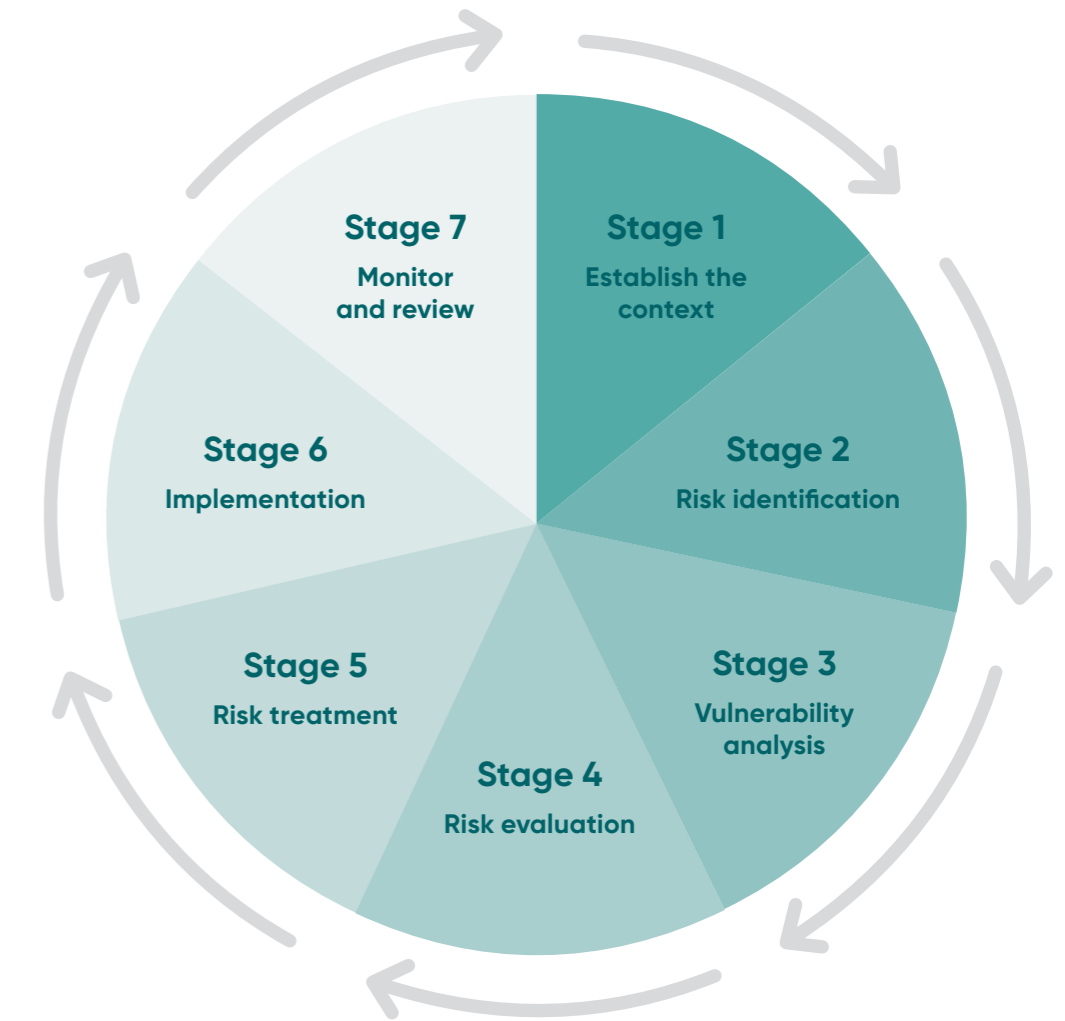 Stage 1
Establish the
context
Stage 2
Risk identification
Stage 3
Vulnerability
analysis
Stage 4
Risk evaluation
Stage 5
Risk treatment
Stage 6
Implementation
Stage 7
Monitor
and review